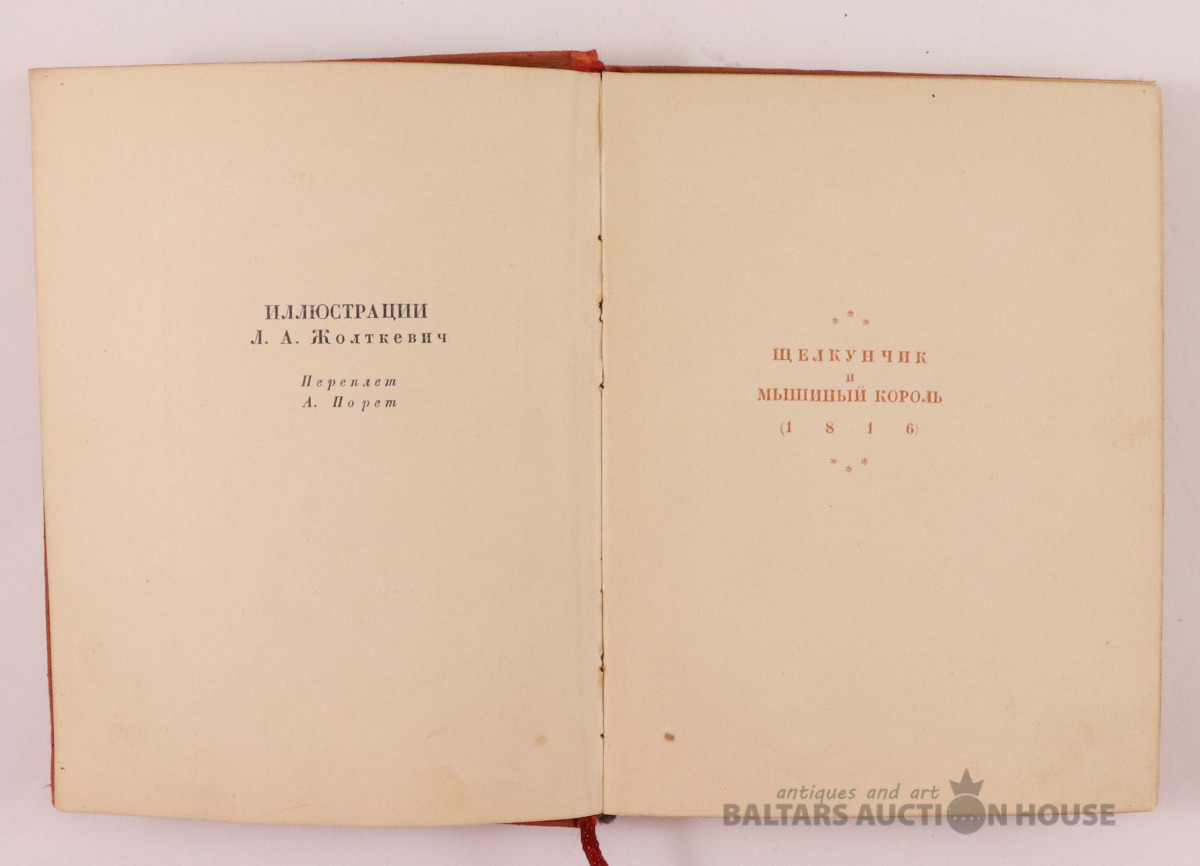 ИЛЛЮСТРАЦИИ
Л. А. Жолткевич
Переплет
А. Порет
* * *
ЩЕЛКУНЧИК
и
МЫШИНЫЙ КОРОЛЬ
(1 8 1 6)
* * *
antiques and art
BALTARS AUCTION HOUSE